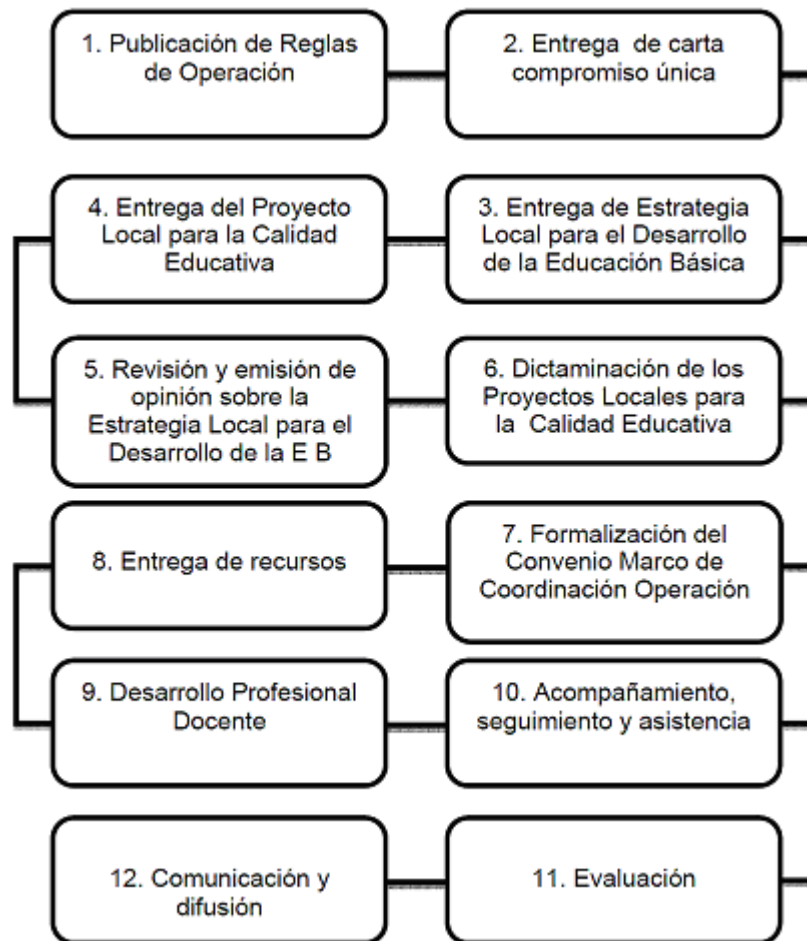 1. Publicación de Reglas
de Operación
2. Entrega de carta
compromiso única
4. Entrega del Proyecto
Local para la Calidad
Educativa
3. Entrega de Estrategia
Local para el Desarrollo
de la Educación Básica
5. Revisión y emisión de
opinión sobre la
Estrategia Local para el
Desarrollo de la E B
6. Dictaminación de los
Proyectos Locales para
la Calidad Educativa
8. Entrega de recursos
7. Formalización del
Convenio Marco de
Coordinación Operación
9. Desarrollo Profesional
Docente
10. Acompañamiento,
seguimiento y asistencia
12. Comunicación y
difusión
11. Evaluación